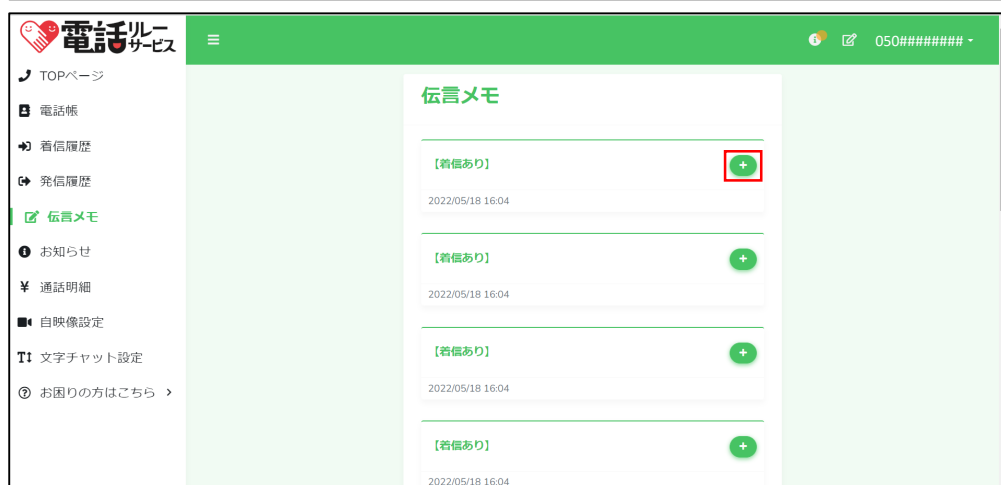 電話リレーサービス
050######## 
TOPページ
電話帳
着信履歴
発信履歴
伝言メモ
お知らせ
通話明細
自映像設定
文字チャット設定
お困りの方はこちら
伝言メモ
【着信あり】
2022/05/18 16:04
【着信あり】
2022/05/18 16:04
【着信あり】
2022/05/18 16:04
【着信あり】
2022/05/18 16:04